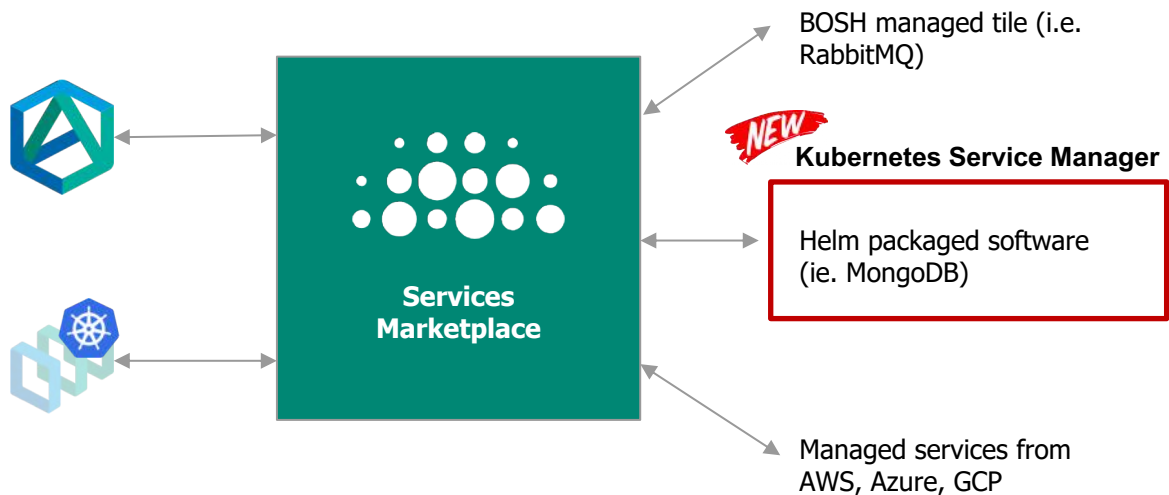 BOSH managed tile (i.e.
RabbitMQ)
NEW
Kubernetes Service Manager
Helm packaged software
(ie. MongoDB)
Services
Marketplace
Managed services from
AWS, Azure, GCP